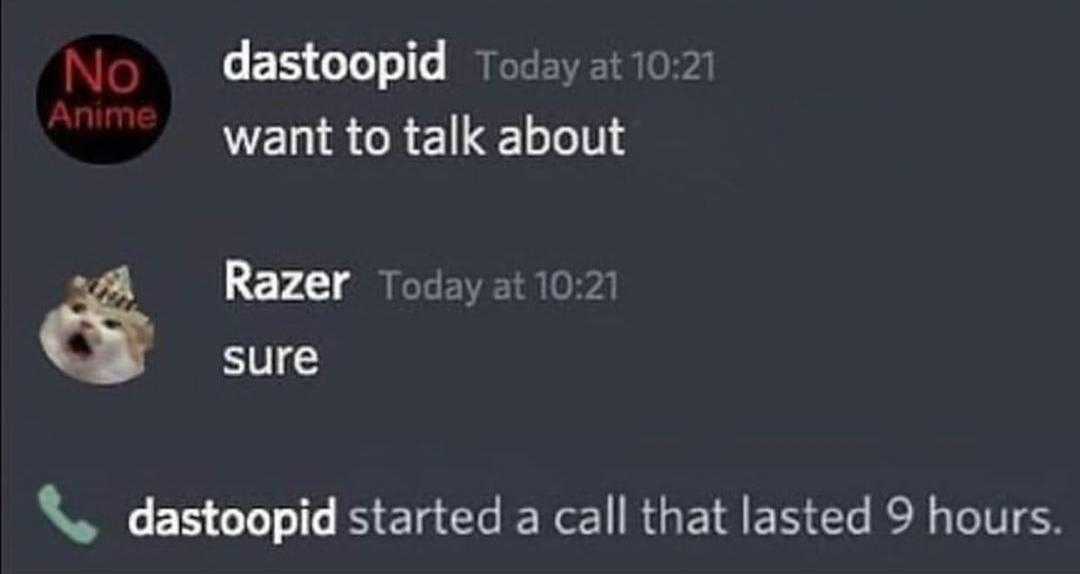 No
Anime
dastoopid Today at 10:21
want to talk about
Razer Today at 10:21
sure
dastoopid started a call that lasted 9 hours.